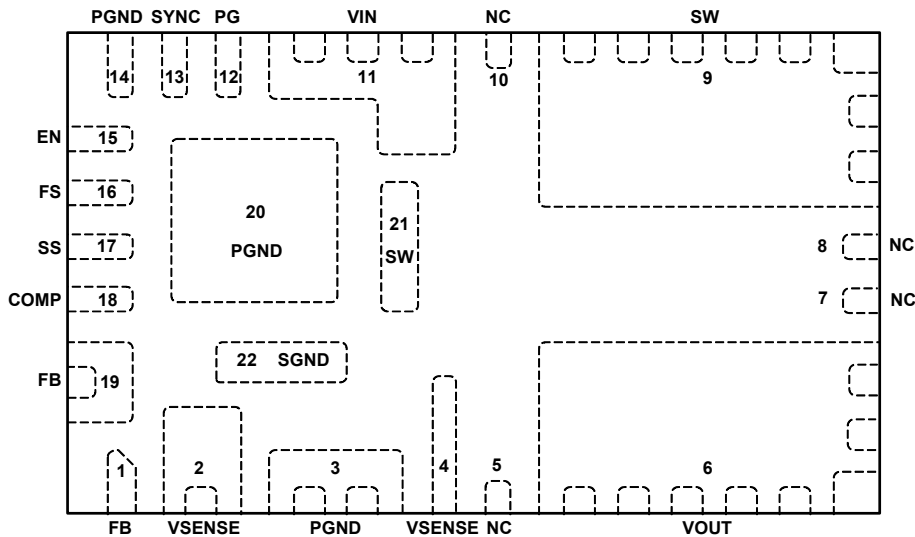 PGND SYNC PG VIN NC SW
14 13 12 11 10 9
EN 15
FS 16
20
PGND
21
SW
SS 17
8 NC
COMP 18
7 NC
22 SGND
FB 19
1 2 3 4 5 6
FB VSENSE PGND VSENSE NC VOUT